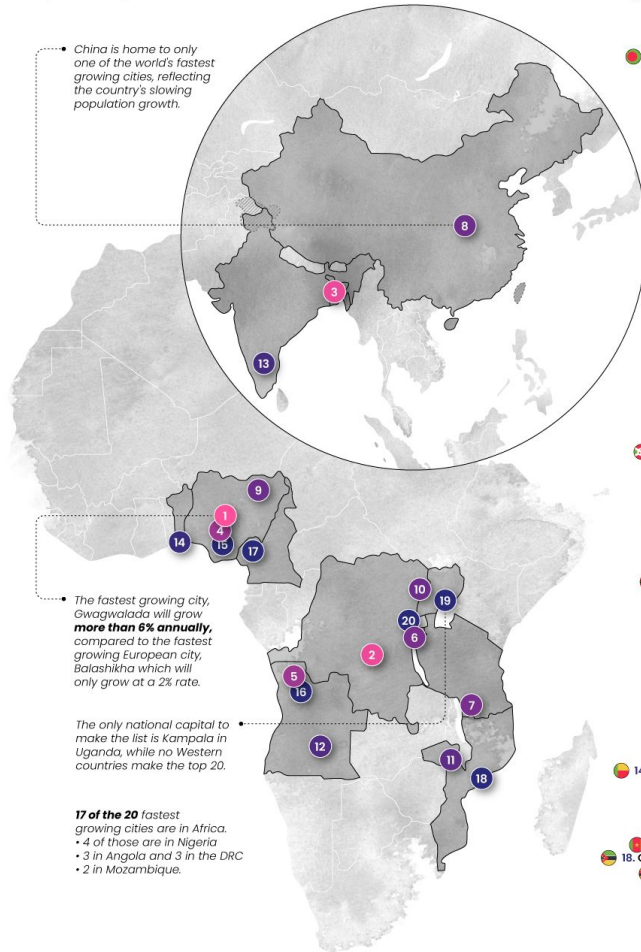 China is home to only
one of the world's fastest
growing cities, reflecting
the country's slowing
population growth.
8
3
13
9
1
4
14
15
17
10
19
20
6
2
5
16
7
12
11
18
The fastest growing city,
Gwagwalada will grow
more than 6% annually,
compared to the fastest
growing European city,
Balashikha which will
only grow at a 2% rate.
The only national capital to
make the list is Kampala in
Uganda, while no Western
countries make the top 20.
17 of the 20 fastest
growing cities are in Africa.
• 4 of those are in Nigeria
• 3 in Angola and 3 in the DRC
• 2 in Mozambique.
14
18.